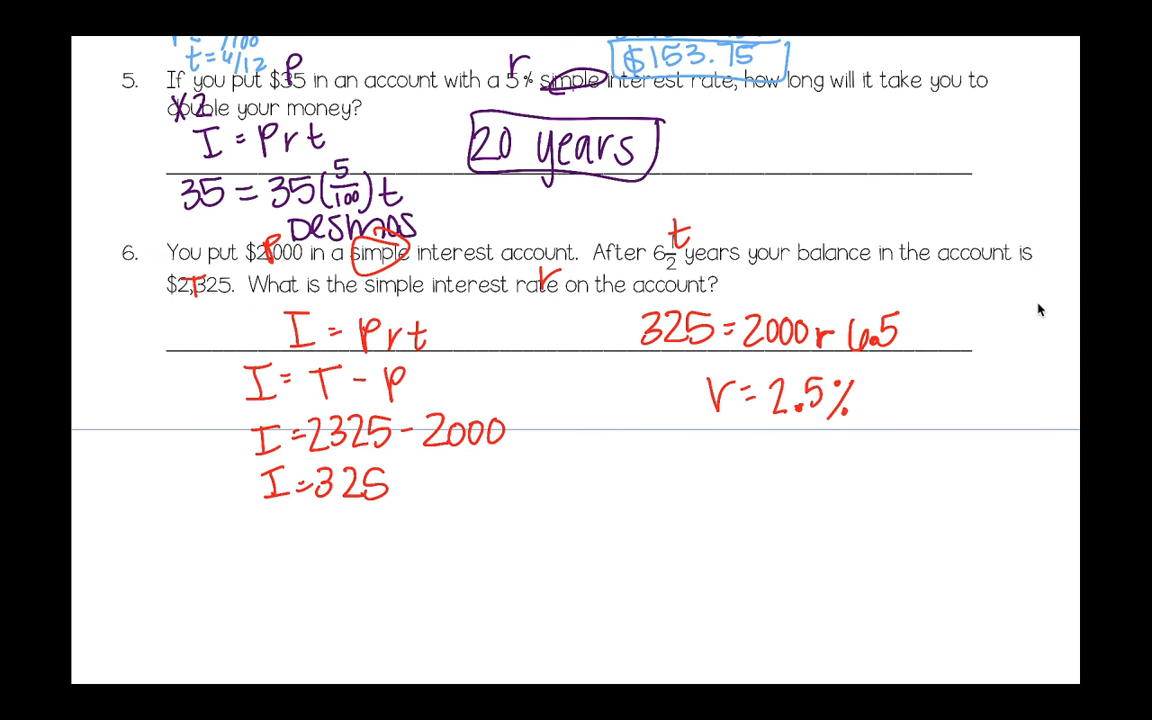 t=4/12
$153.75
P
r
5. If you put $35 in an account with a 5% simple interest rate, how long will it take you to
double your money?
x2
I = Prt
20 years
35 = 35(5/100)t
DESMOS
t
6. You put $2,000 in a simple interest account. After 6 1/2 years your balance in the account is
P
$2,325. What is the simple interest rate on the account?
T
r
I = Prt
325 = 2000 r 6.5
I = T - P
r = 2.5%
I = 2325 - 2000
I = 325